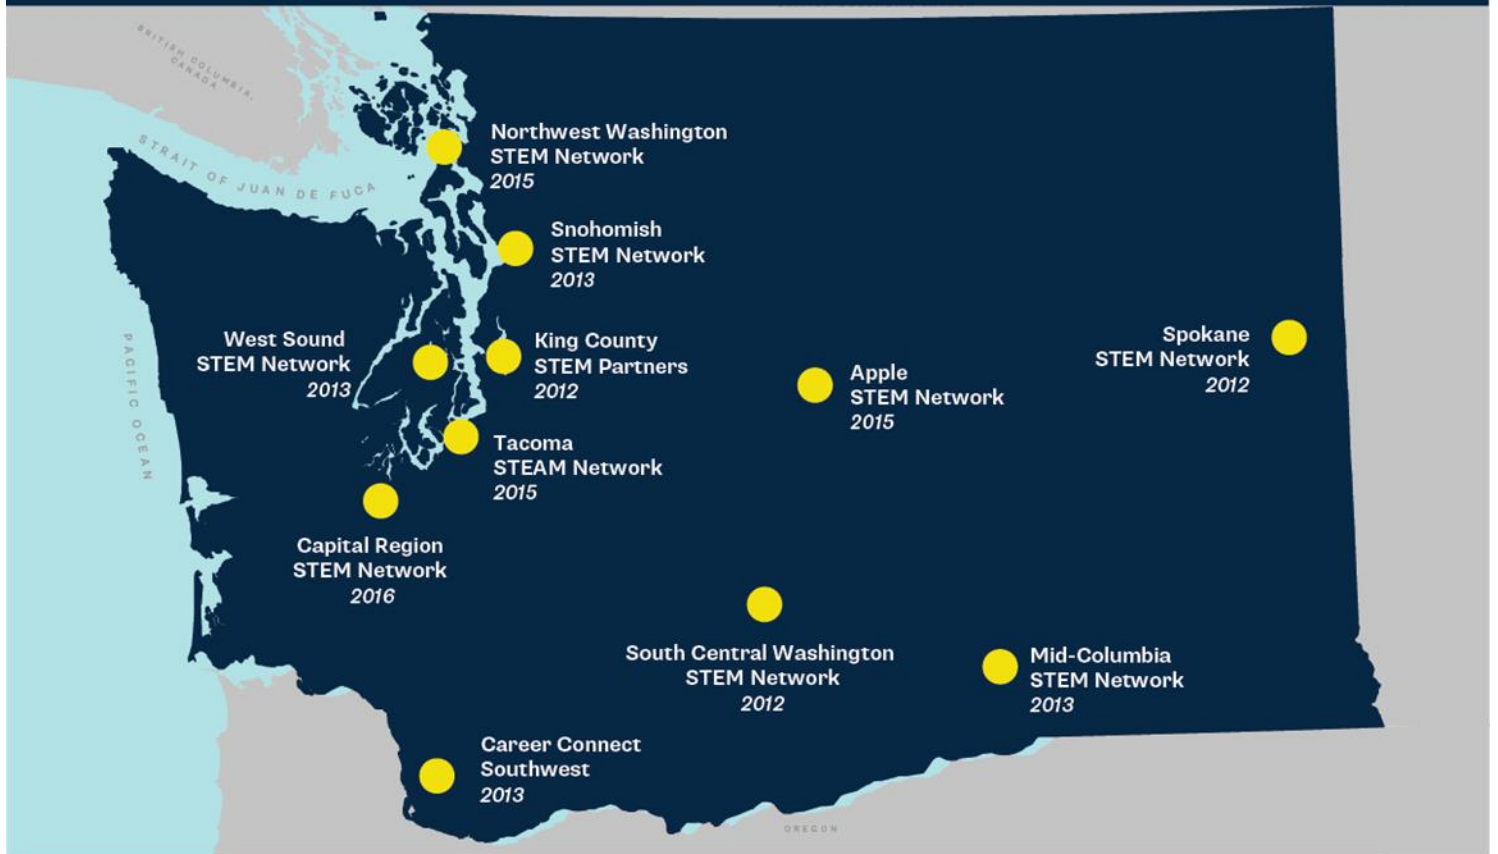 BRITISH COLUMBIA,
CANADA
STRAIT OF JUAN DE FUCA
Northwest Washington
STEM Network
2015
Snohomish
STEM Network
2013
West Sound
STEM Network
2013
King County
STEM Partners
2012
Spokane
STEM Network
2012
Apple
STEM Network
2015
PACIFIC OCEAN
Tacoma
STEAM Network
2015
Capital Region
STEM Network
2016
South Central Washington
STEM Network
2012
Mid-Columbia
STEM Network
2013
Career Connect
Southwest
2013
OREGON